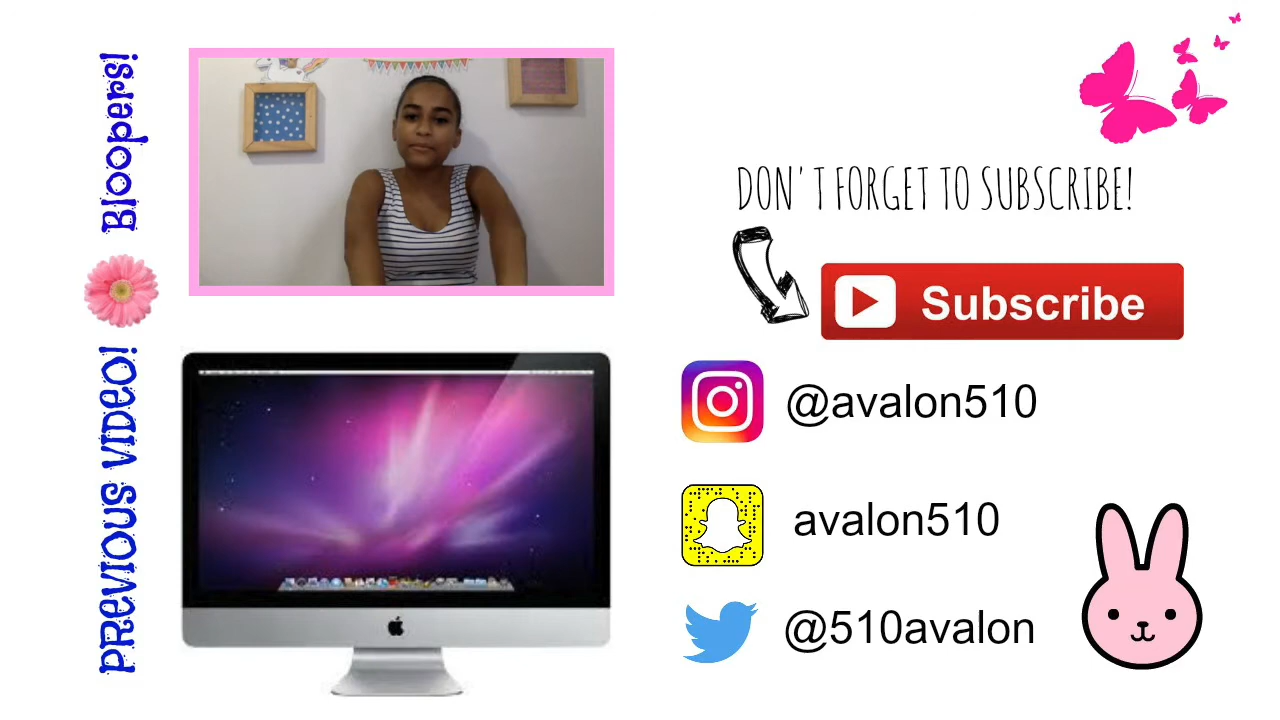 Bloopers!
PREVIOUS VIDEO!
DON'T FORGET TO SUBSCRIBE!
Subscribe
@avalon510
avalon510
@510avalon